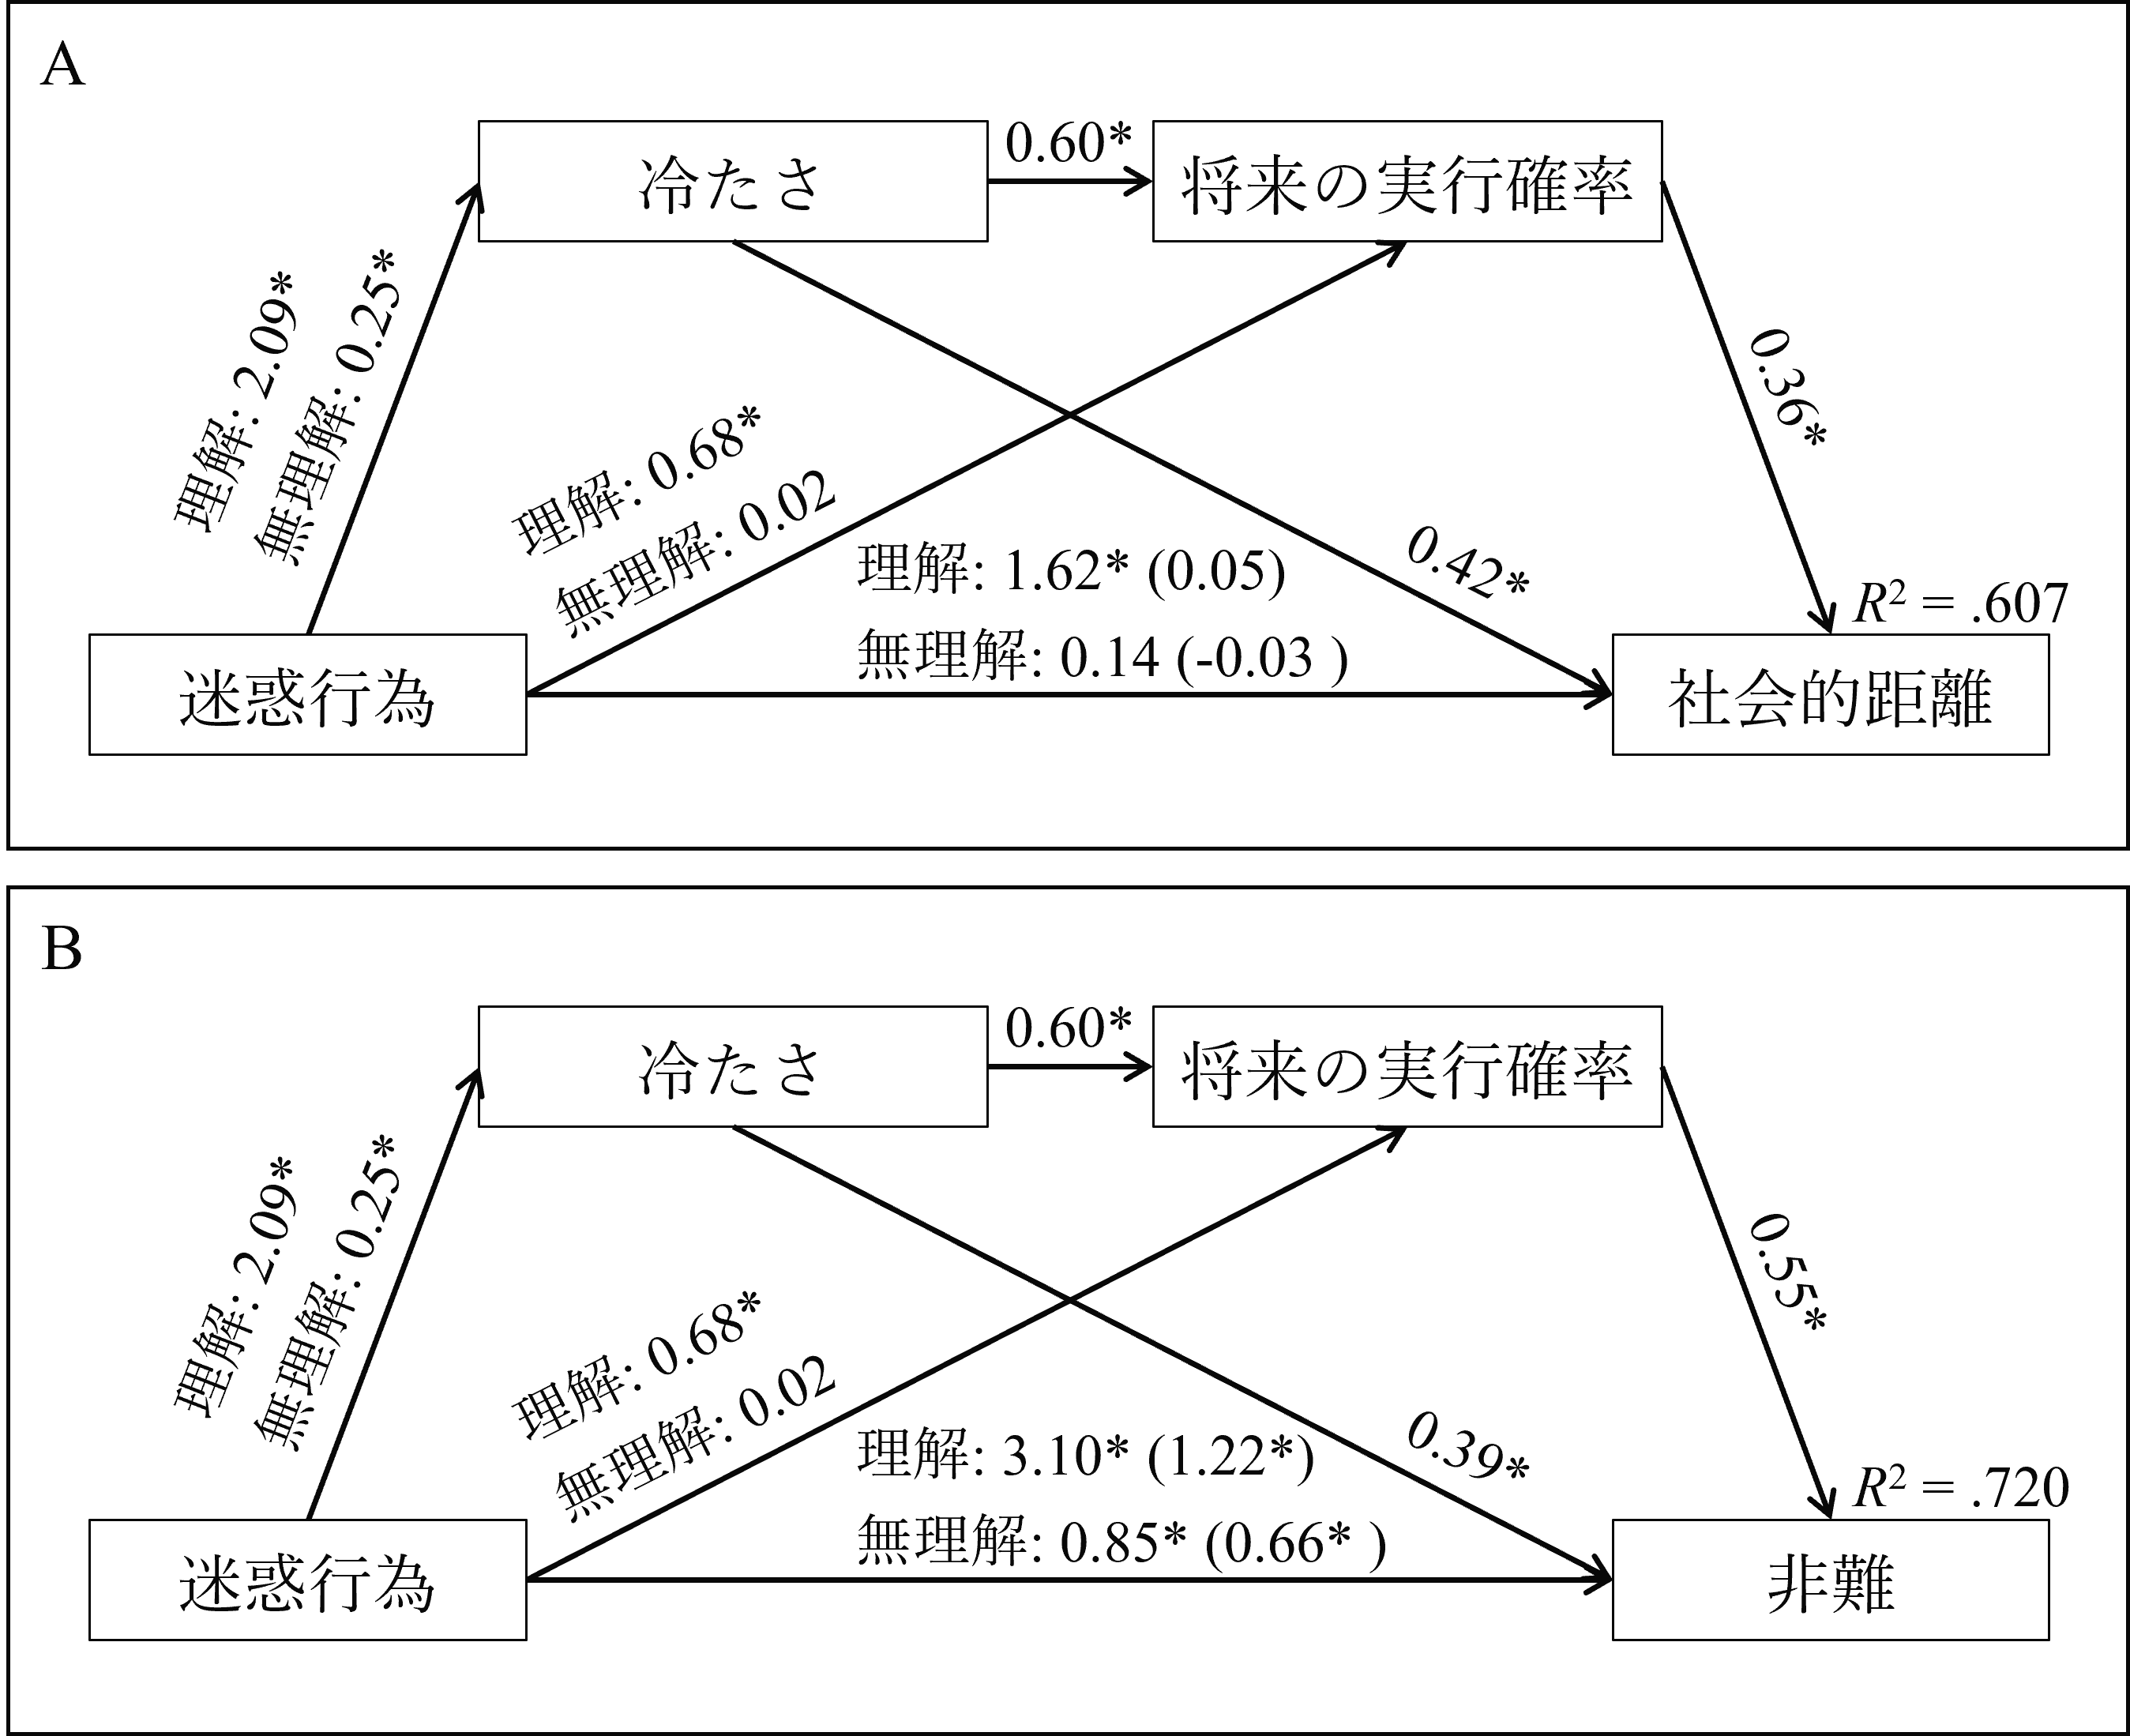 A
冷たさ
0.60*
将来の実行確率
理解: 2.09*
無理解: 0.25*
理解: 0.68*
無理解: 0.02
0.36*
0.42*
理解: 1.62* (0.05)
無理解: 0.14 (-0.03 )
R² = .607
迷惑行為
社会的距離
B
冷たさ
0.60*
将来の実行確率
理解: 2.09*
無理解: 0.25*
理解: 0.68*
無理解: 0.02
0.55*
0.39*
理解: 3.10* (1.22*)
無理解: 0.85* (0.66* )
R² = .720
迷惑行為
非難